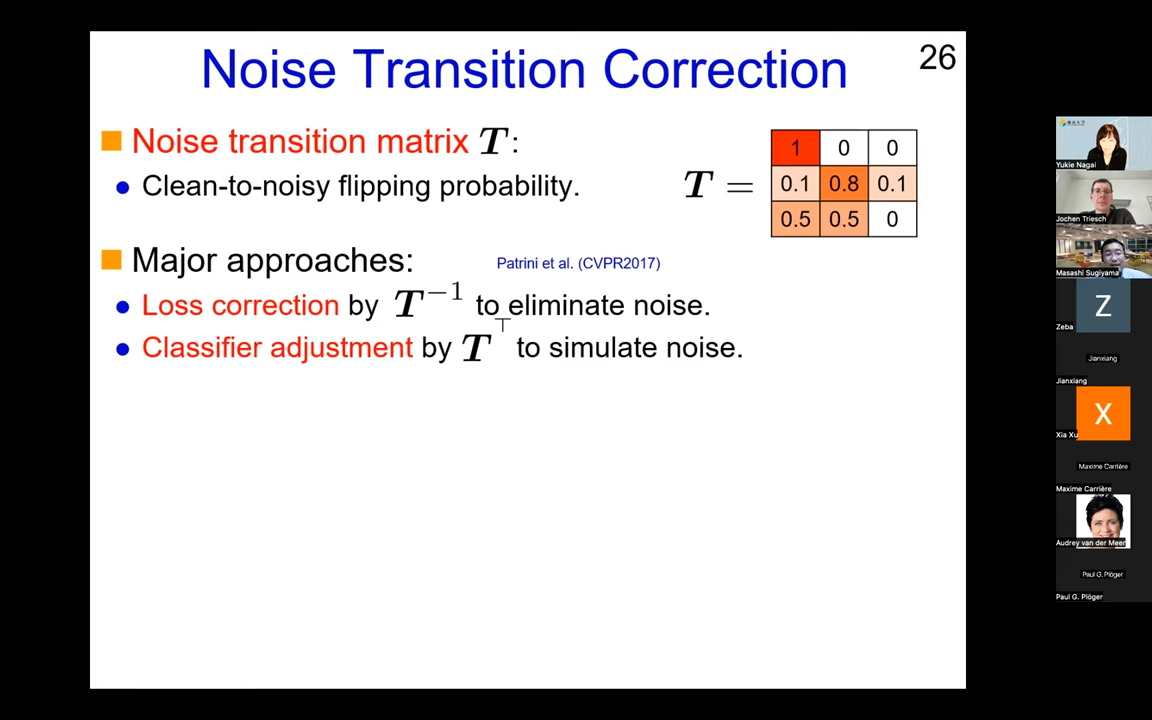 Noise Transition Correction
26
Noise transition matrix T:
Clean-to-noisy flipping probability.
T =
1 0 0
0.1 0.8 0.1
0.5 0.5 0
Major approaches:
Patrini et al. (CVPR2017)
Loss correction by T⁻¹ to eliminate noise.
Classifier adjustment by T⊤ to simulate noise.
Yukie Nagai
Jochen Triesch
Masashi Sugiyama
Z
Zeba
Jianxiang
Jianxiang
X
Xia Xu
Maxime Carrière
Maxime Carrière
Audrey van der Meer
Paul G. Plöger
Paul G. Plöger